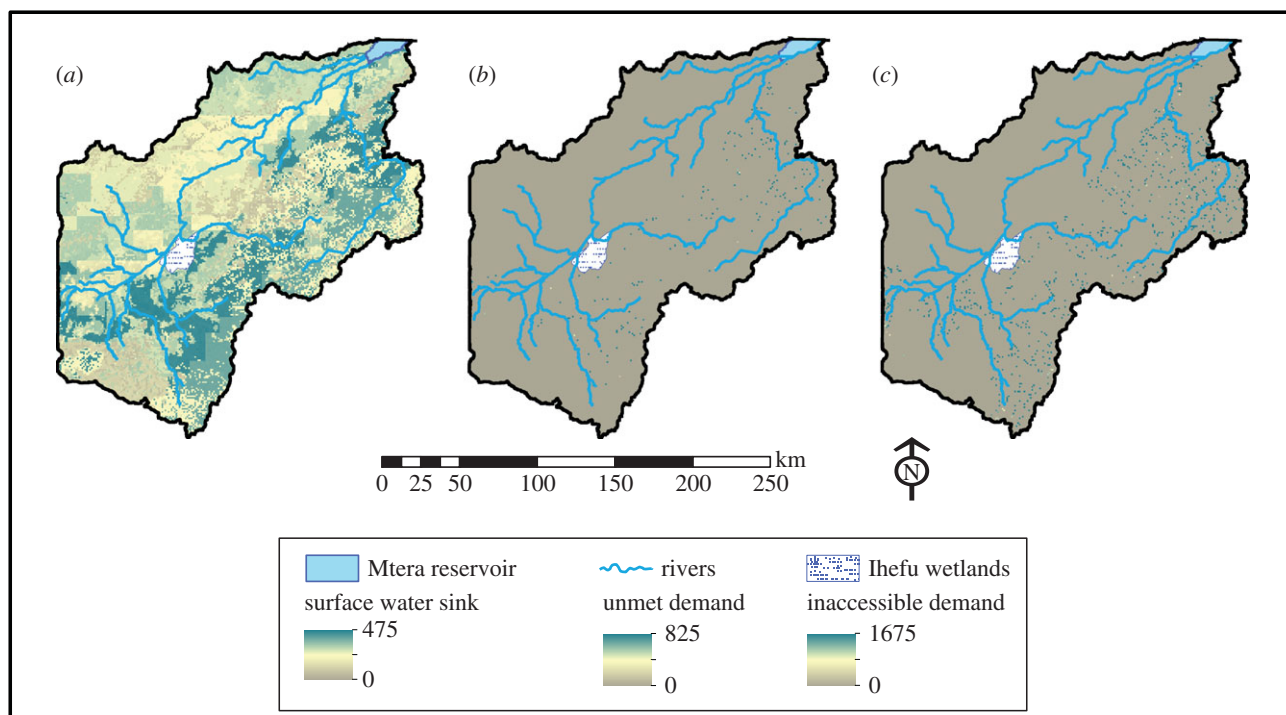 (a)
(b)
(c)
km
0 25 50 100 150 200 250
N
Mtera reservoir
rivers
Ihefu wetlands
surface water sink
unmet demand
inaccessible demand
475
0
825
0
1675
0